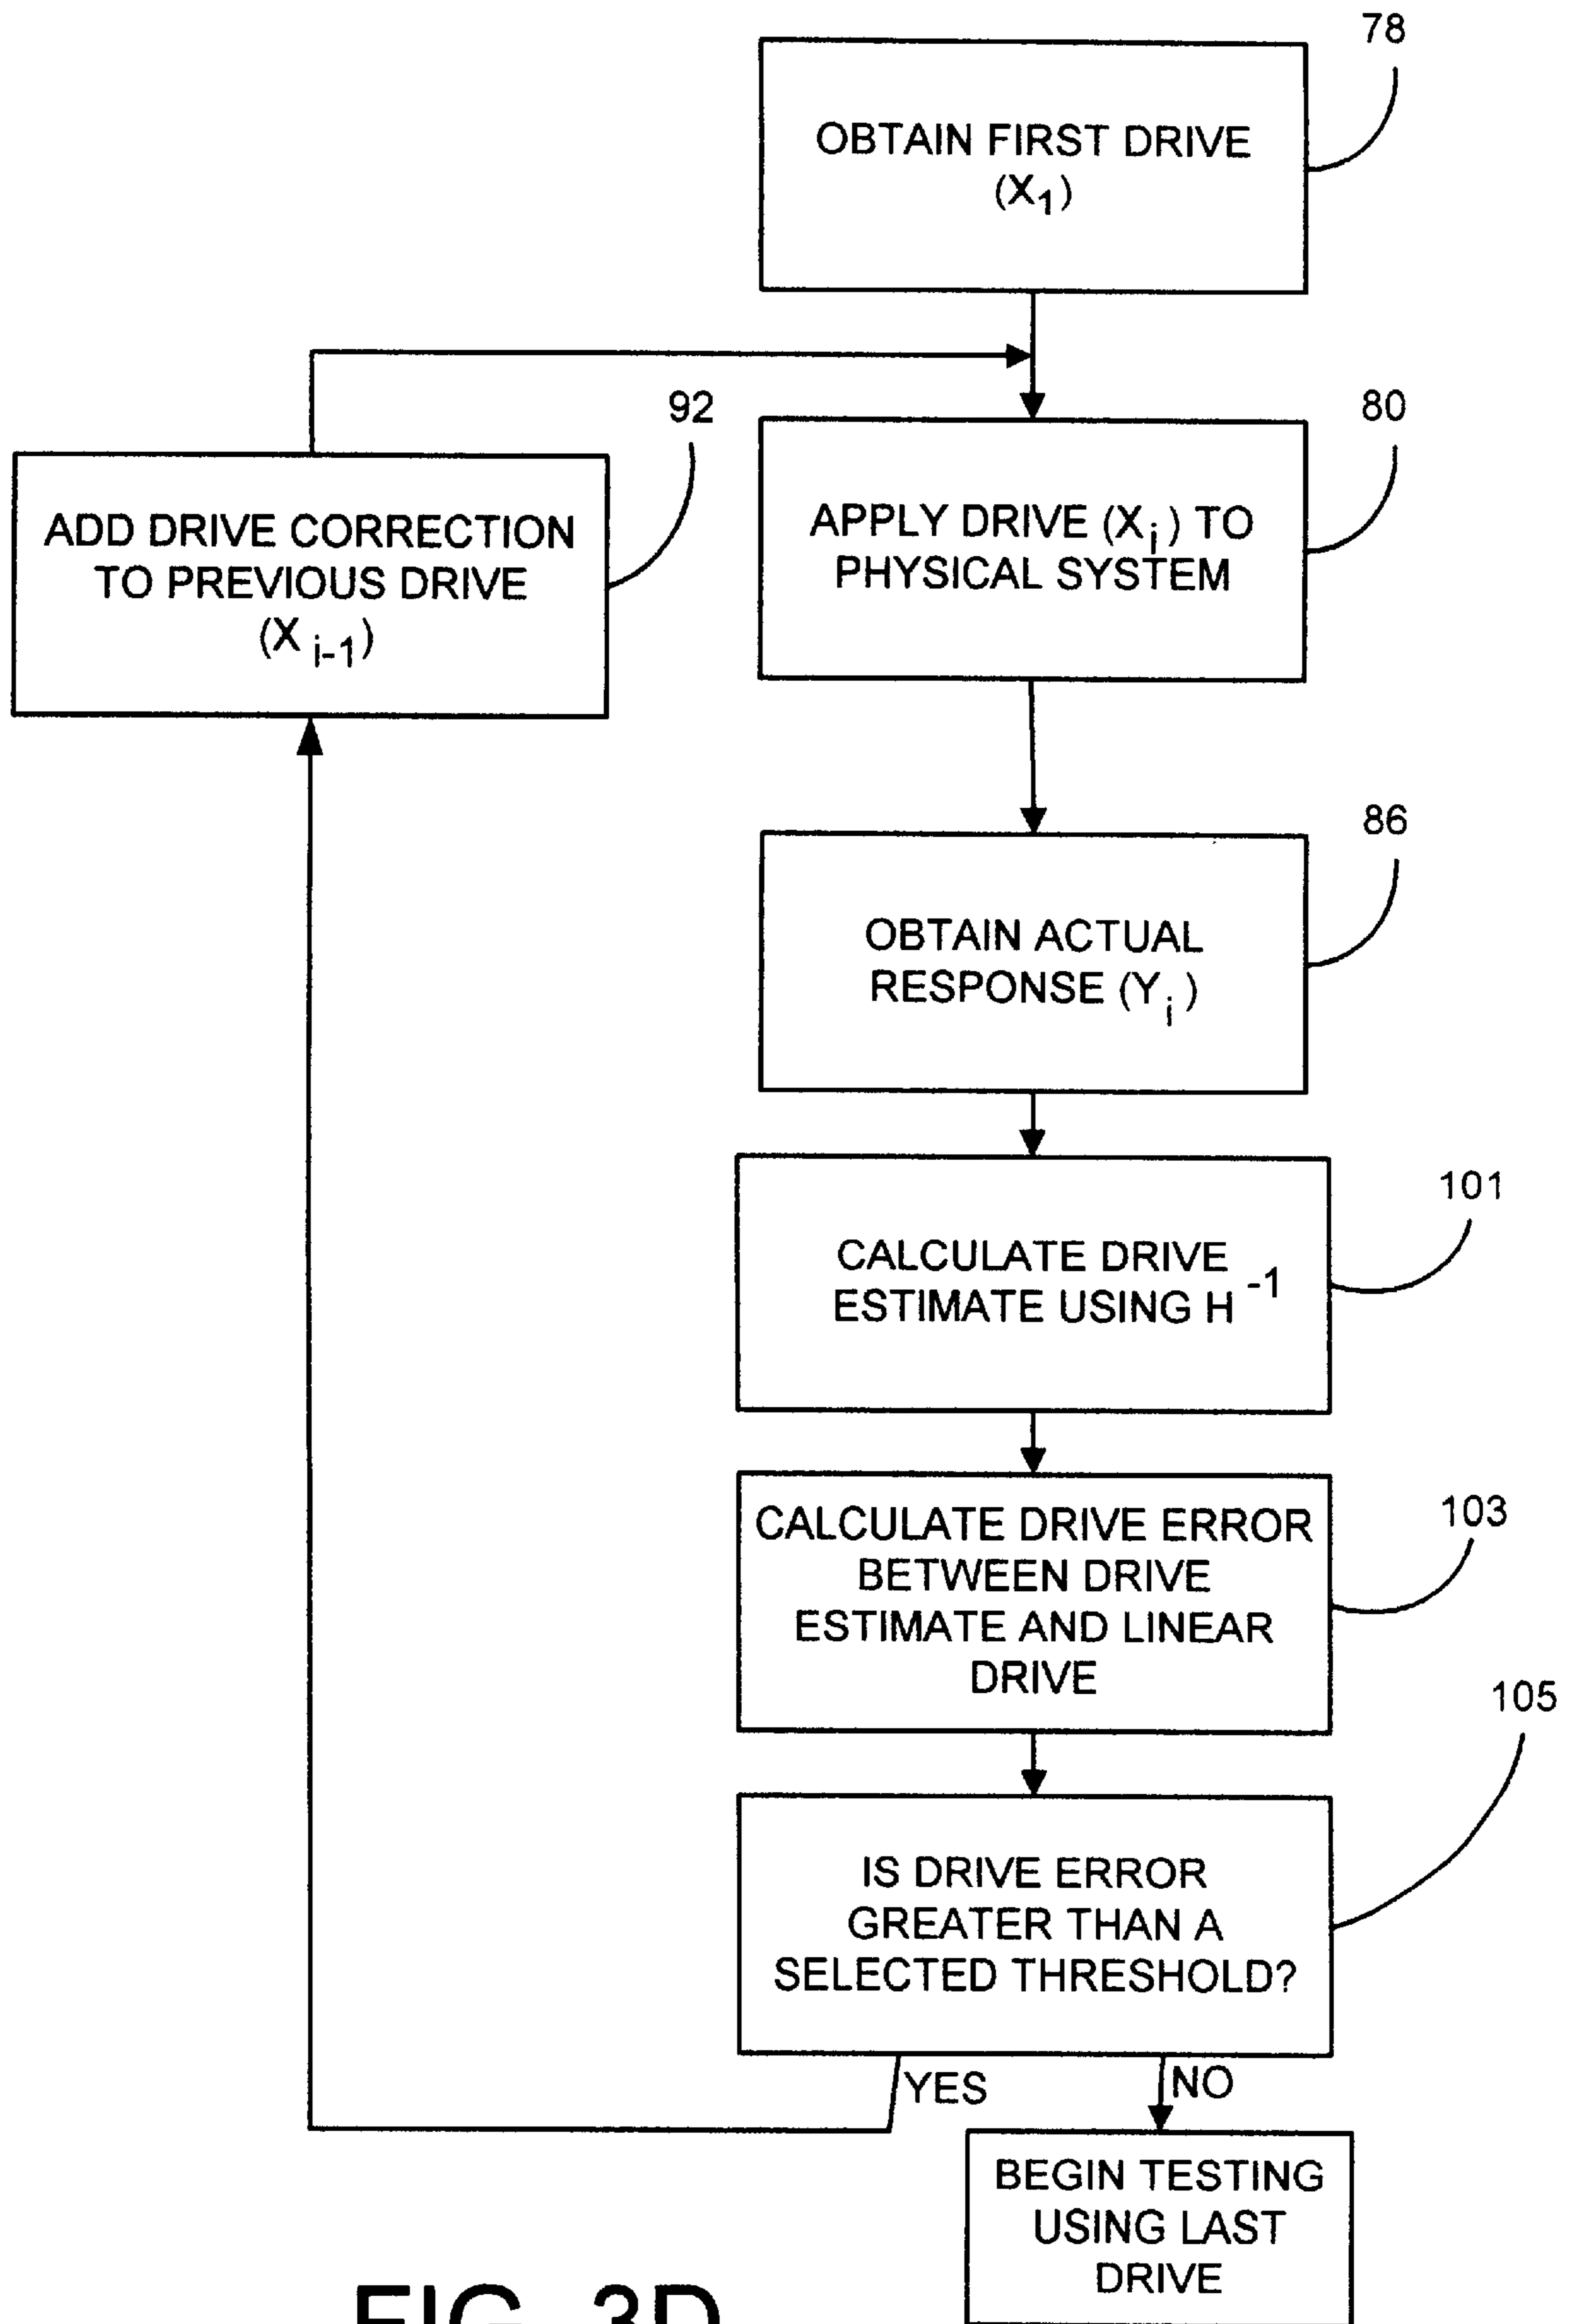 78
OBTAIN FIRST DRIVE
(X1)
92
80
ADD DRIVE CORRECTION
TO PREVIOUS DRIVE
(X i-1)
APPLY DRIVE (Xi) TO
PHYSICAL SYSTEM
86
OBTAIN ACTUAL
RESPONSE (Yi)
101
CALCULATE DRIVE
ESTIMATE USING H -1
103
CALCULATE DRIVE ERROR
BETWEEN DRIVE
ESTIMATE AND LINEAR
DRIVE
105
IS DRIVE ERROR
GREATER THAN A
SELECTED THRESHOLD?
YES
NO
BEGIN TESTING
USING LAST
DRIVE
FIG. 3D